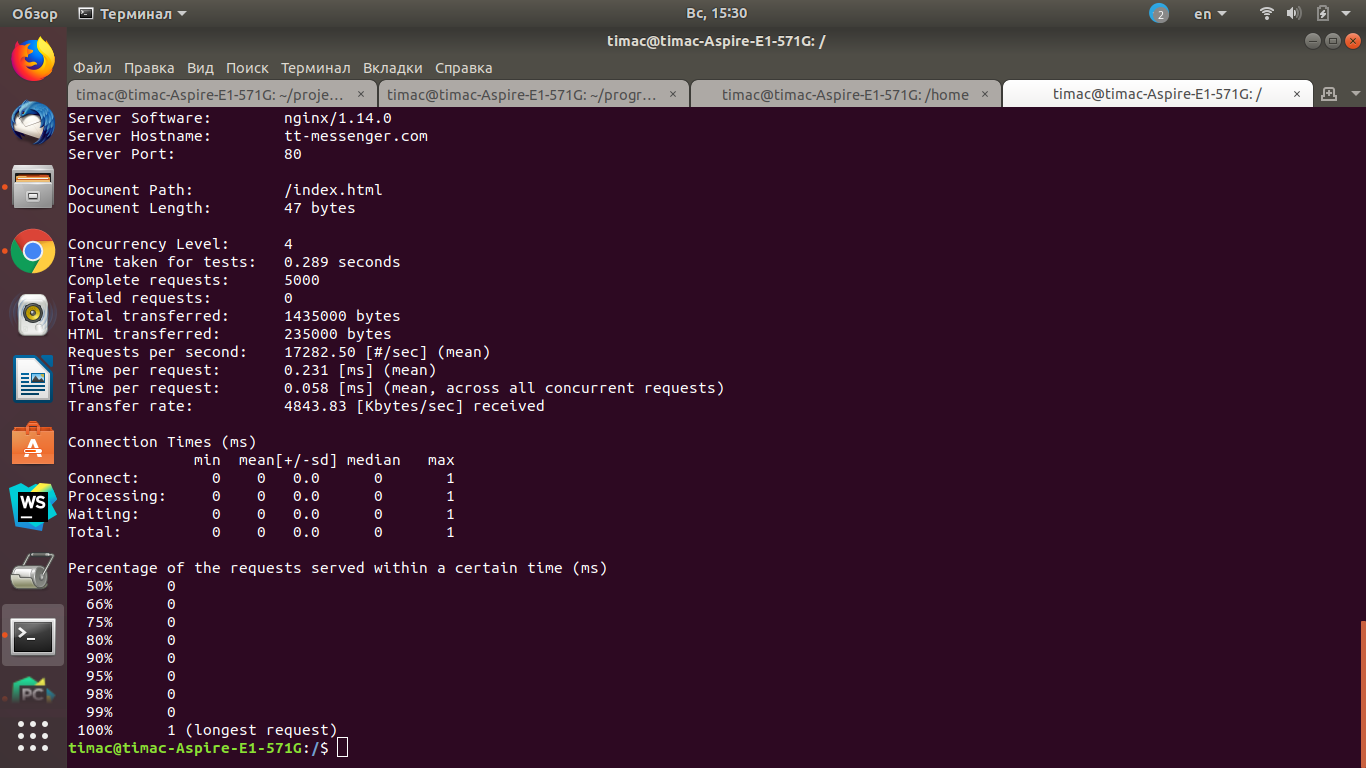 Обзор Терминал Вс, 15:30 2 en
timac@timac-Aspire-E1-571G: /
Файл Правка Вид Поиск Терминал Вкладки Справка
timac@timac-Aspire-E1-571G: ~/proje… × timac@timac-Aspire-E1-571G: ~/progr… × timac@timac-Aspire-E1-571G: /home × timac@timac-Aspire-E1-571G: / ×
Server Software: nginx/1.14.0
Server Hostname: tt-messenger.com
Server Port: 80
Document Path: /index.html
Document Length: 47 bytes
Concurrency Level: 4
Time taken for tests: 0.289 seconds
Complete requests: 5000
Failed requests: 0
Total transferred: 1435000 bytes
HTML transferred: 235000 bytes
Requests per second: 17282.50 [#/sec] (mean)
Time per request: 0.231 [ms] (mean)
Time per request: 0.058 [ms] (mean, across all concurrent requests)
Transfer rate: 4843.83 [Kbytes/sec] received
Connection Times (ms)
min mean[+/-sd] median max
Connect: 0 0 0.0 0 1
Processing: 0 0 0.0 0 1
Waiting: 0 0 0.0 0 1
Total: 0 0 0.0 0 1
Percentage of the requests served within a certain time (ms)
50% 0
66% 0
75% 0
80% 0
90% 0
95% 0
98% 0
99% 0
100% 1 (longest request)
timac@timac-Aspire-E1-571G:/$
WS
PC